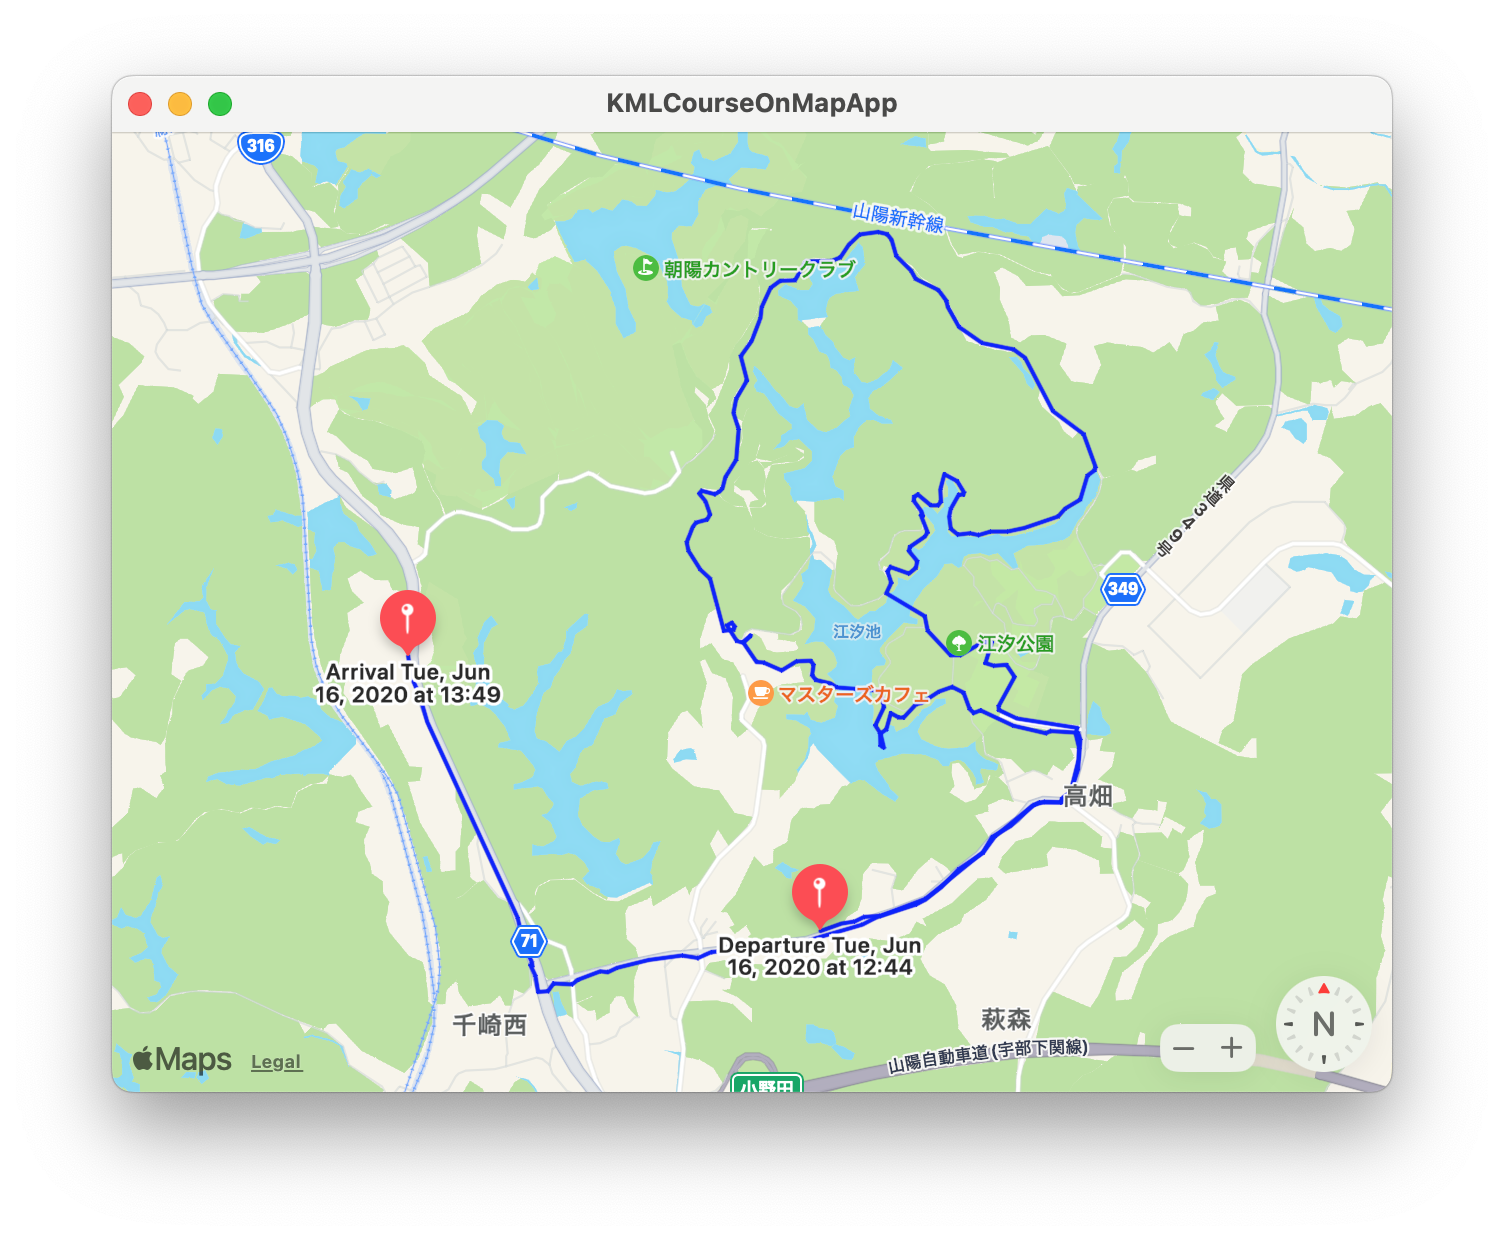 KMLCourseOnMapApp
316
山陽新幹線
朝陽カントリークラブ
県道349号
349
江汐池
江汐公園
Arrival Tue, Jun
16, 2020 at 13:49
マスターズカフェ
高畑
71
Departure Tue, Jun
16, 2020 at 12:44
千崎西
萩森
N
Maps
Legal
山陽自動車道(宇部下関線)
小野田